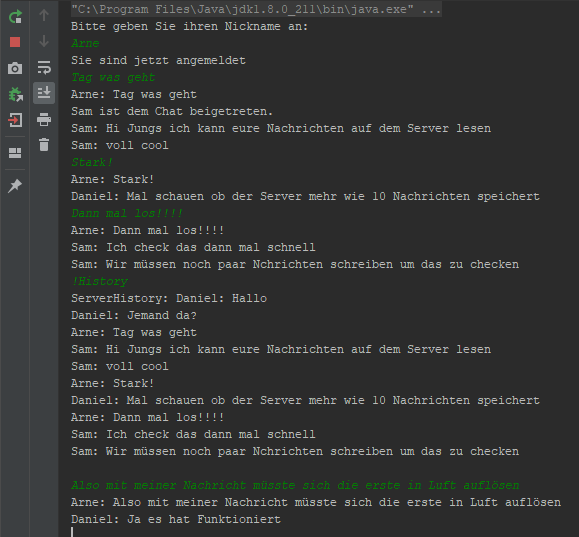 "C:\Program Files\Java\jdk1.8.0_211\bin\java.exe" ...
Bitte geben Sie ihren Nickname an:
Arne
Sie sind jetzt angemeldet
Tag was geht
Arne: Tag was geht
Sam ist dem Chat beigetreten.
Sam: Hi Jungs ich kann eure Nachrichten auf dem Server lesen
Sam: voll cool
Stark!
Arne: Stark!
Daniel: Mal schauen ob der Server mehr wie 10 Nachrichten speichert
Dann mal los!!!!
Arne: Dann mal los!!!!
Sam: Ich check das dann mal schnell
Sam: Wir müssen noch paar Nchrichten schreiben um das zu checken
!History
ServerHistory: Daniel: Hallo
Daniel: Jemand da?
Arne: Tag was geht
Sam: Hi Jungs ich kann eure Nachrichten auf dem Server lesen
Sam: voll cool
Arne: Stark!
Daniel: Mal schauen ob der Server mehr wie 10 Nachrichten speichert
Arne: Dann mal los!!!!
Sam: Ich check das dann mal schnell
Sam: Wir müssen noch paar Nchrichten schreiben um das zu checken
Also mit meiner Nachricht müsste sich die erste in Luft auflösen
Arne: Also mit meiner Nachricht müsste sich die erste in Luft auflösen
Daniel: Ja es hat Funktioniert